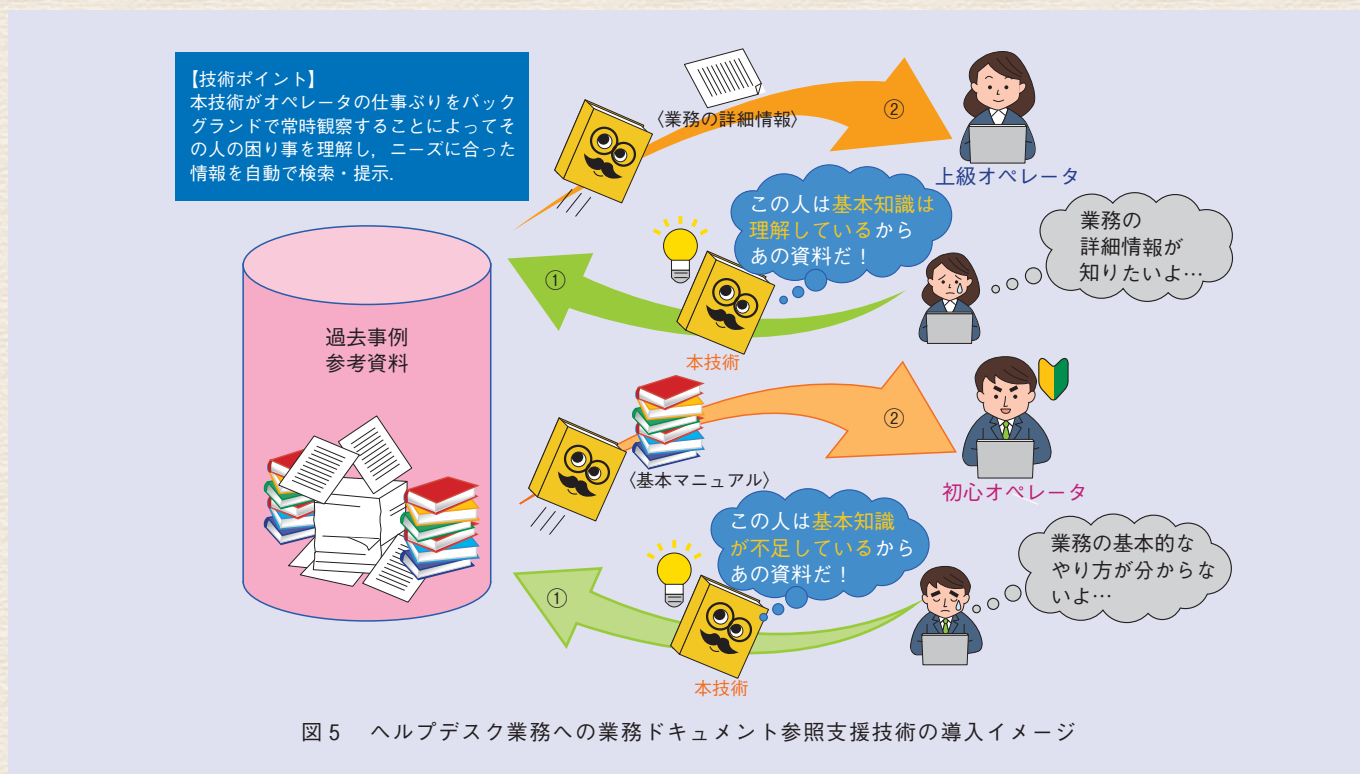 【技術ポイント】
本技術がオペレータの仕事ぶりをバック
グランドで常時観察することによってそ
の人の困り事を理解し，ニーズに合った
情報を自動で検索・提示．
〈業務の詳細情報〉
②
上級オペレータ
この人は基本知識は
理解しているから
あの資料だ！
業務の
詳細情報が
知りたいよ…
①
本技術
過去事例
参考資料
②
〈基本マニュアル〉
初心オペレータ
この人は基本知識
が不足しているから
あの資料だ！
業務の基本的な
やり方が分からな
いよ…
①
本技術
図 5　ヘルプデスク業務への業務ドキュメント参照支援技術の導入イメージ